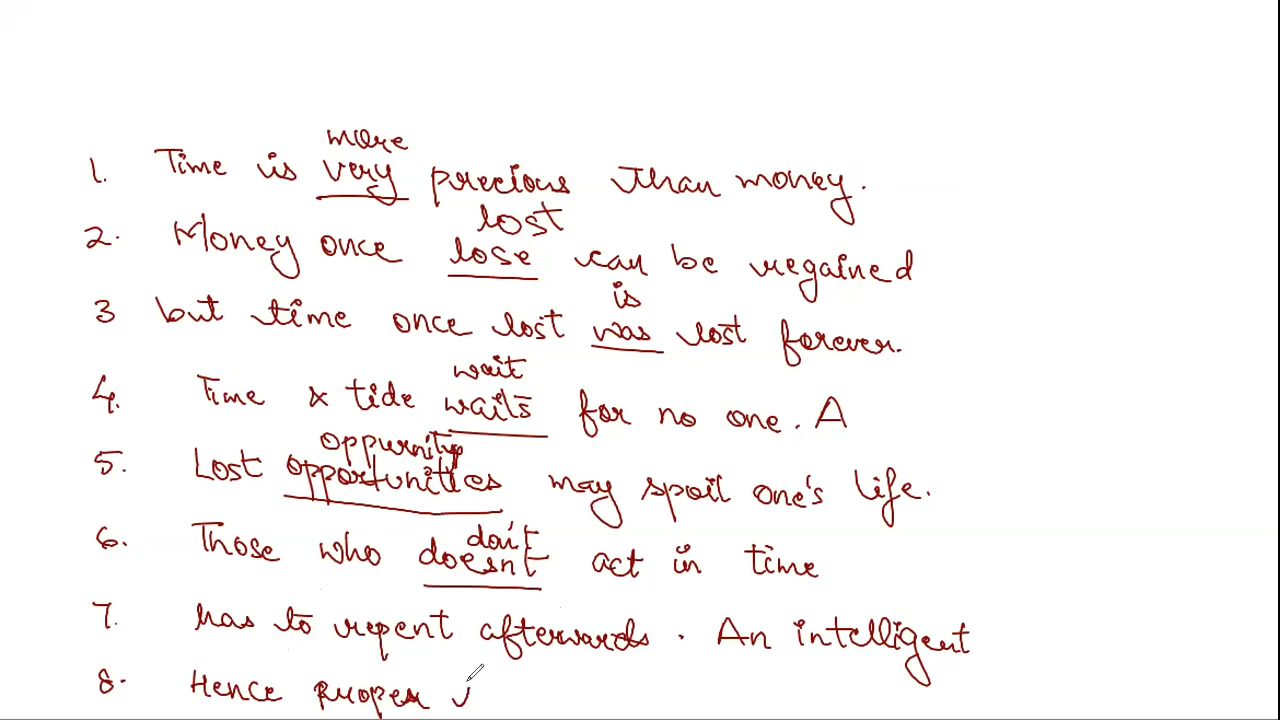 more
1. Time is very precious than money.
lost
2. Money once lose can be regained
is
3 but time once lost was lost forever.
wait
4. Time & tide waits for no one. A
oppurnity
5. Lost opportunities may spoil one's life.
don't
6. Those who doesnt act in time
7. has to repent afterwards. An intelligent
8. Hence proper